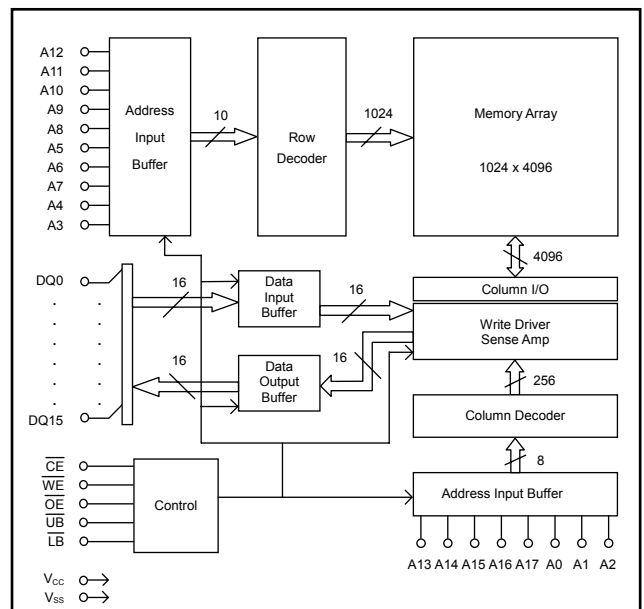 A12
A11
A10
A9
A8
A5
A6
A7
A4
A3
Address
Input
Buffer
10
Row
Decoder
1024
Memory Array
1024 x 4096
4096
DQ0
DQ15
16
Data
Input
Buffer
16
Column I/O
Write Driver
Sense Amp
16
Data
Output
Buffer
16
256
Column Decoder
8
CE
WE
OE
UB
LB
Control
Address Input Buffer
A13 A14 A15 A16 A17 A0 A1 A2
VCC
VSS